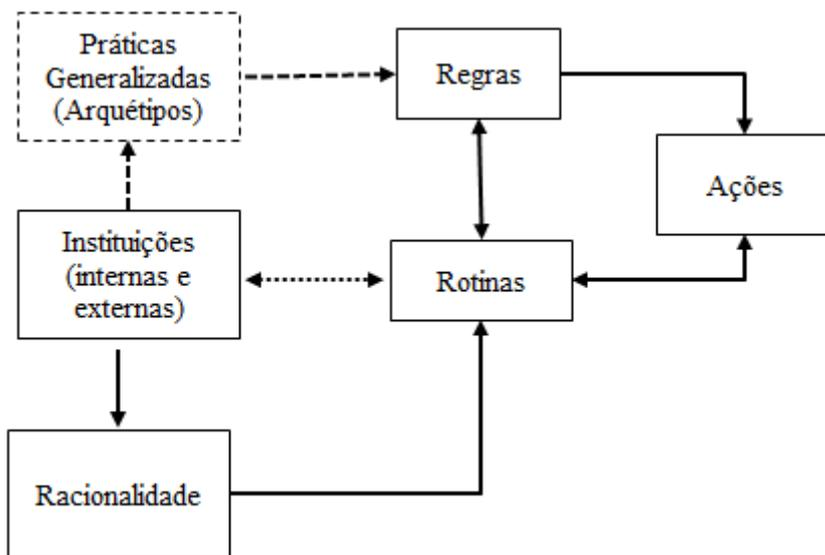 Práticas
Generalizadas
(Arquétipos)
Regras
Ações
Instituições
(internas e
externas)
Rotinas
Racionalidade